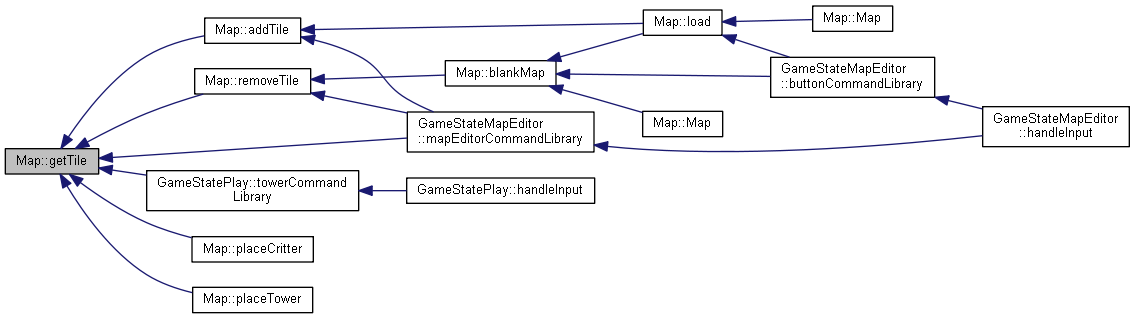 Map::getTile
Map::addTile
Map::removeTile
GameStateMapEditor
::mapEditorCommandLibrary
GameStatePlay::towerCommand
Library
Map::placeCritter
Map::placeTower
Map::blankMap
GameStatePlay::handleInput
Map::load
Map::Map
Map::Map
GameStateMapEditor
::buttonCommandLibrary
GameStateMapEditor
::handleInput